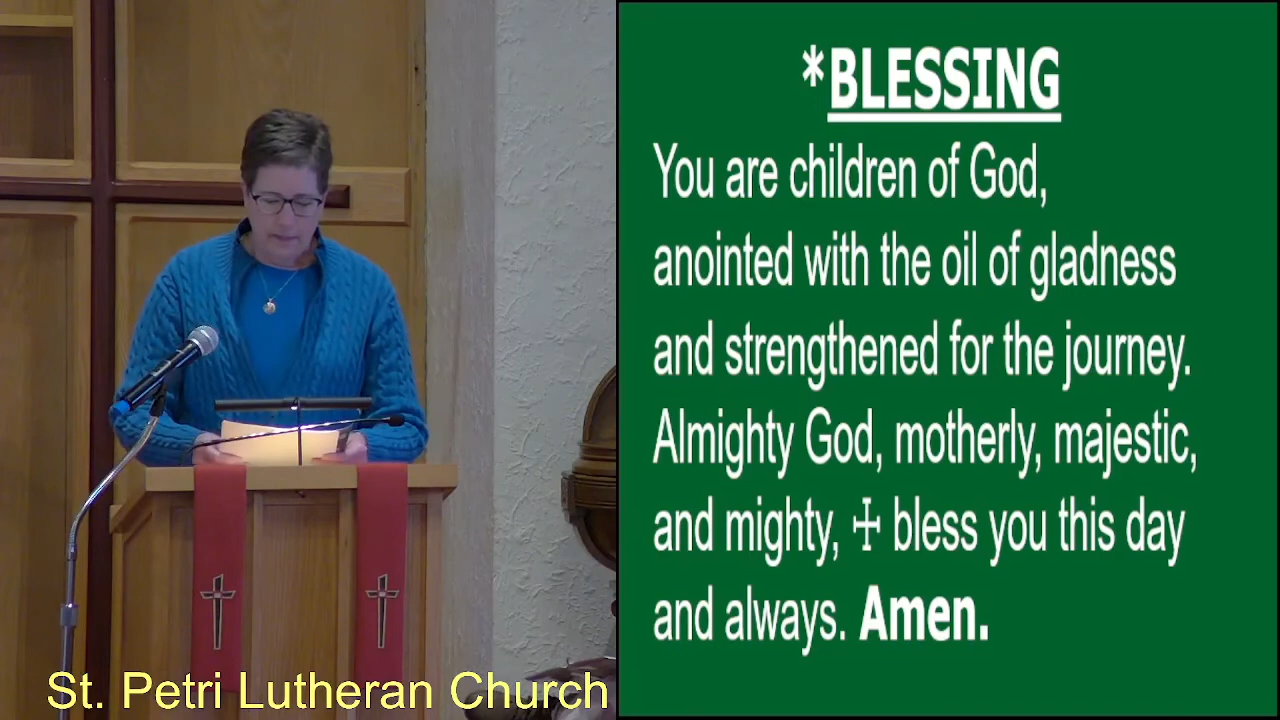 *BLESSING
You are children of God,
anointed with the oil of gladness
and strengthened for the journey.
Almighty God, motherly, majestic,
and mighty, ☩ bless you this day
and always. Amen.
St. Petri Lutheran Church